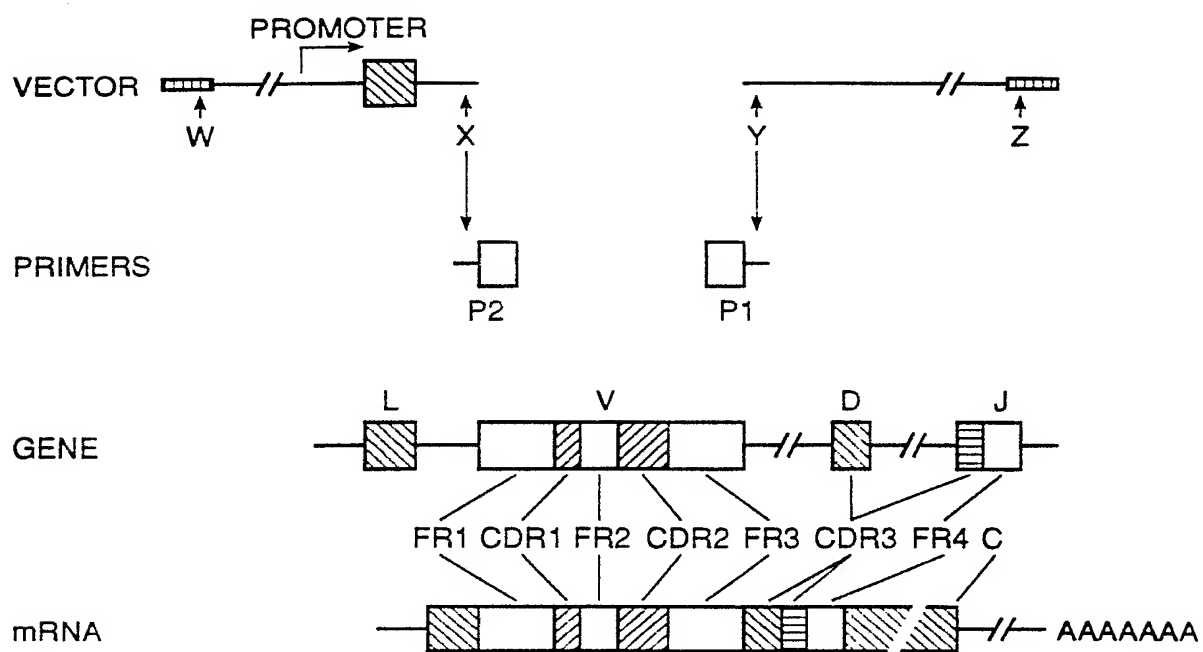 PROMOTER
VECTOR
W X Y Z
PRIMERS
P2 P1
L V D J
GENE
FR1 CDR1 FR2 CDR2 FR3 CDR3 FR4 C
mRNA AAAAAAA